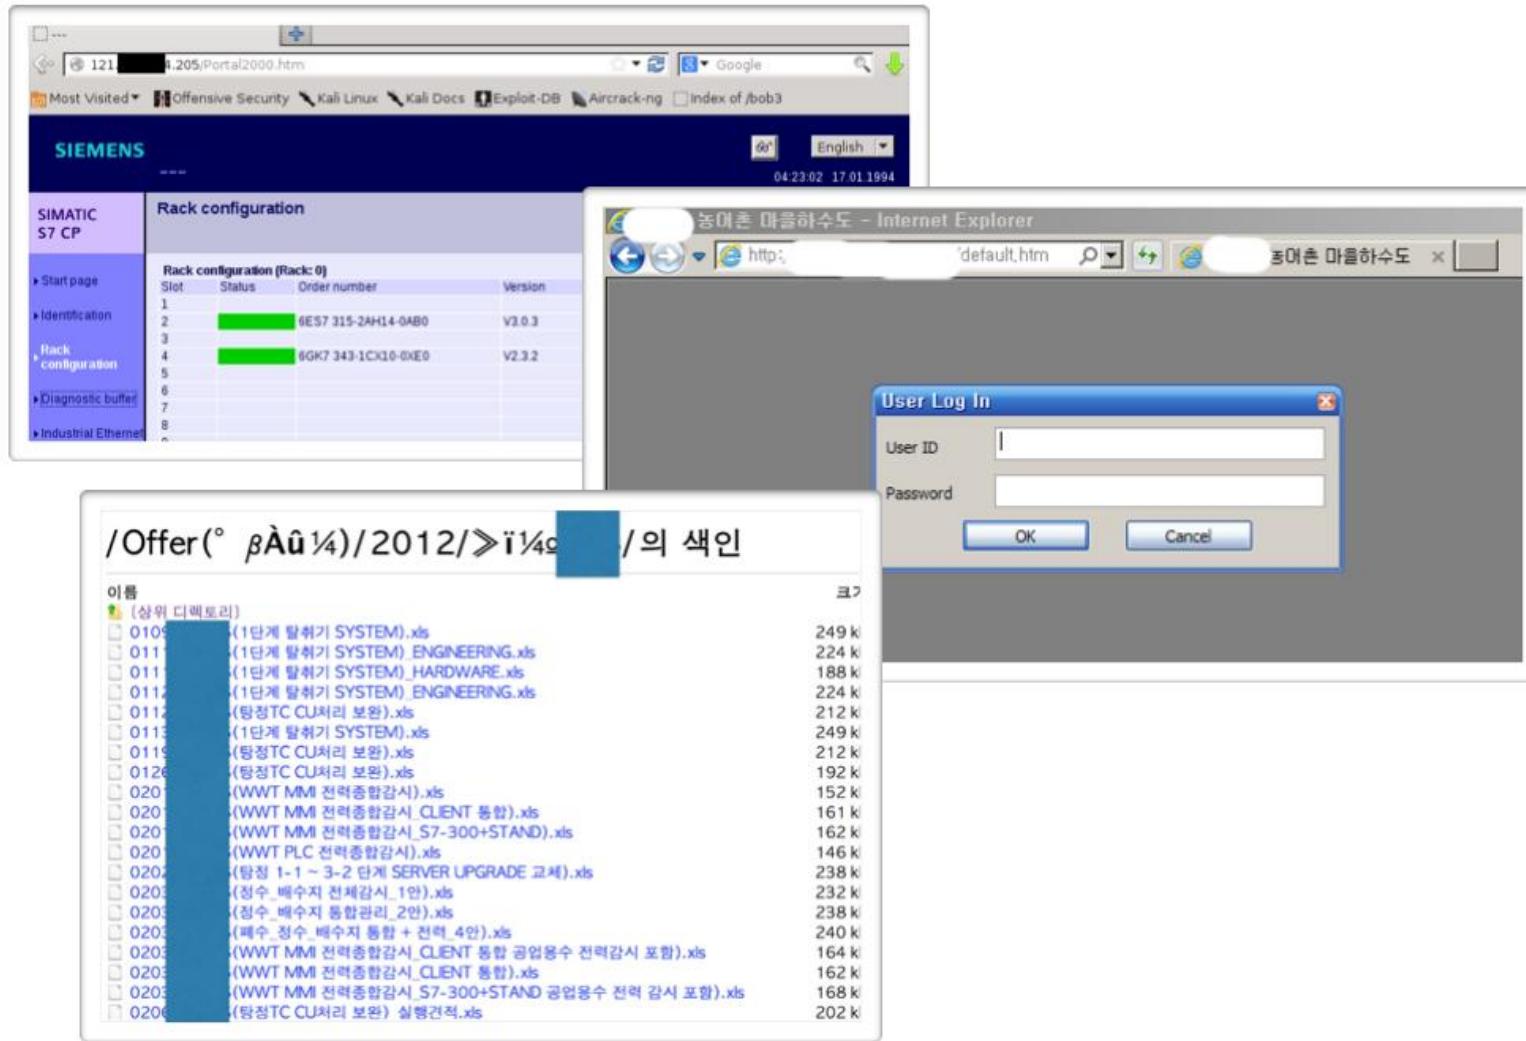 ---
121. 4.205/Portal2000.htm Google
Most Visited Offensive Security Kali Linux Kali Docs Exploit-DB Aircrack-ng Index of /bob3
SIEMENS
---
English
04:23:02 17.01.1994
SIMATIC
S7 CP
Start page
Identification
Rack
configuration
Diagnostic buffer
Industrial Ethernet
Rack configuration
Rack configuration (Rack: 0)
Slot Status Order number Version
1
2 6ES7 315-2AH14-0AB0 V3.0.3
3
4 6GK7 343-1CX10-0XE0 V2.3.2
5
6
7
8
농어촌 마을하수도 - Internet Explorer
http: /default.htm 농어촌 마을하수도
User Log In
User ID
Password
OK Cancel
/Offer(° βÀû¼)/2012/≫ï¼º /의 색인
이름 크기
[상위 디렉토리]
0109 (1단계 탈취기 SYSTEM).xls 249 k
011 (1단계 탈취기 SYSTEM)_ENGINEERING.xls 224 k
011 (1단계 탈취기 SYSTEM)_HARDWARE.xls 188 k
0112 (1단계 탈취기 SYSTEM)_ENGINEERING.xls 224 k
0112 (탕정TC CU처리 보완).xls 212 k
0113 (1단계 탈취기 SYSTEM).xls 249 k
0119 (탕정TC CU처리 보완).xls 212 k
0126 (탕정TC CU처리 보완).xls 192 k
020 (WWT MMI 전력종합감시).xls 152 k
020 (WWT MMI 전력종합감시_CLIENT 통합).xls 161 k
020 (WWT MMI 전력종합감시_S7-300+STAND).xls 162 k
020 (WWT PLC 전력종합감시).xls 146 k
0202 (탕정 1-1 ~ 3-2 단계 SERVER UPGRADE 교체).xls 238 k
0203 (정수_배수지 전체감시_1안).xls 232 k
0203 (정수_배수지 통합관리_2안).xls 238 k
0203 (폐수_정수_배수지 통합 + 전력_4안).xls 240 k
0203 (WWT MMI 전력종합감시_CLIENT 통합 공업용수 전력감시 포함).xls 164 k
0203 (WWT MMI 전력종합감시_CLIENT 통합).xls 162 k
0203 (WWT MMI 전력종합감시_S7-300+STAND 공업용수 전력 감시 포함).xls 168 k
0206 (탕정TC CU처리 보완) 실행견적.xls 202 k